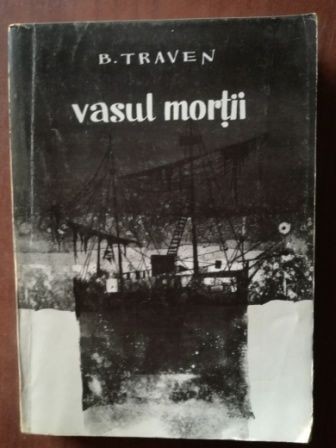 B. TRAVEN
vasul morții